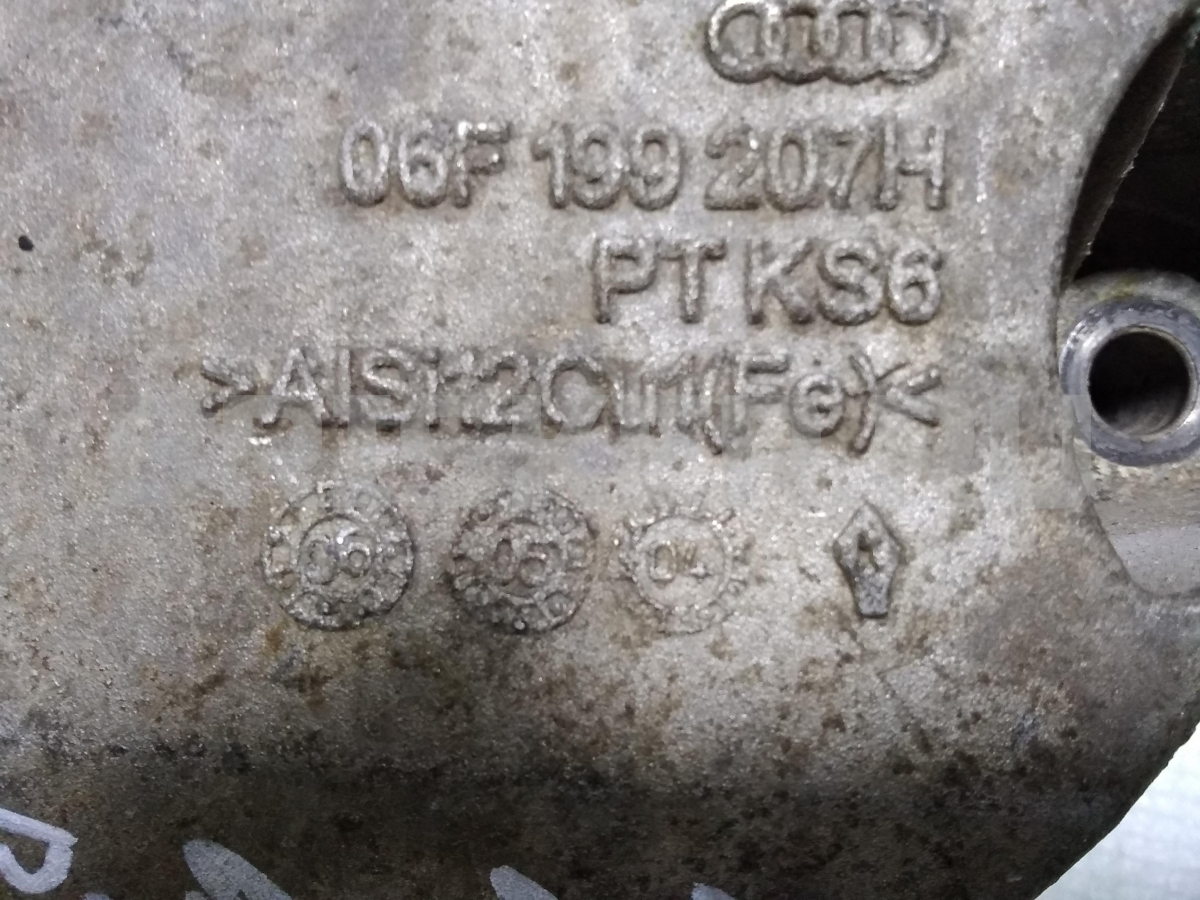 06F 199 207H
PT KS6
>AlSi12Cu1(Fe)<
06 05 04